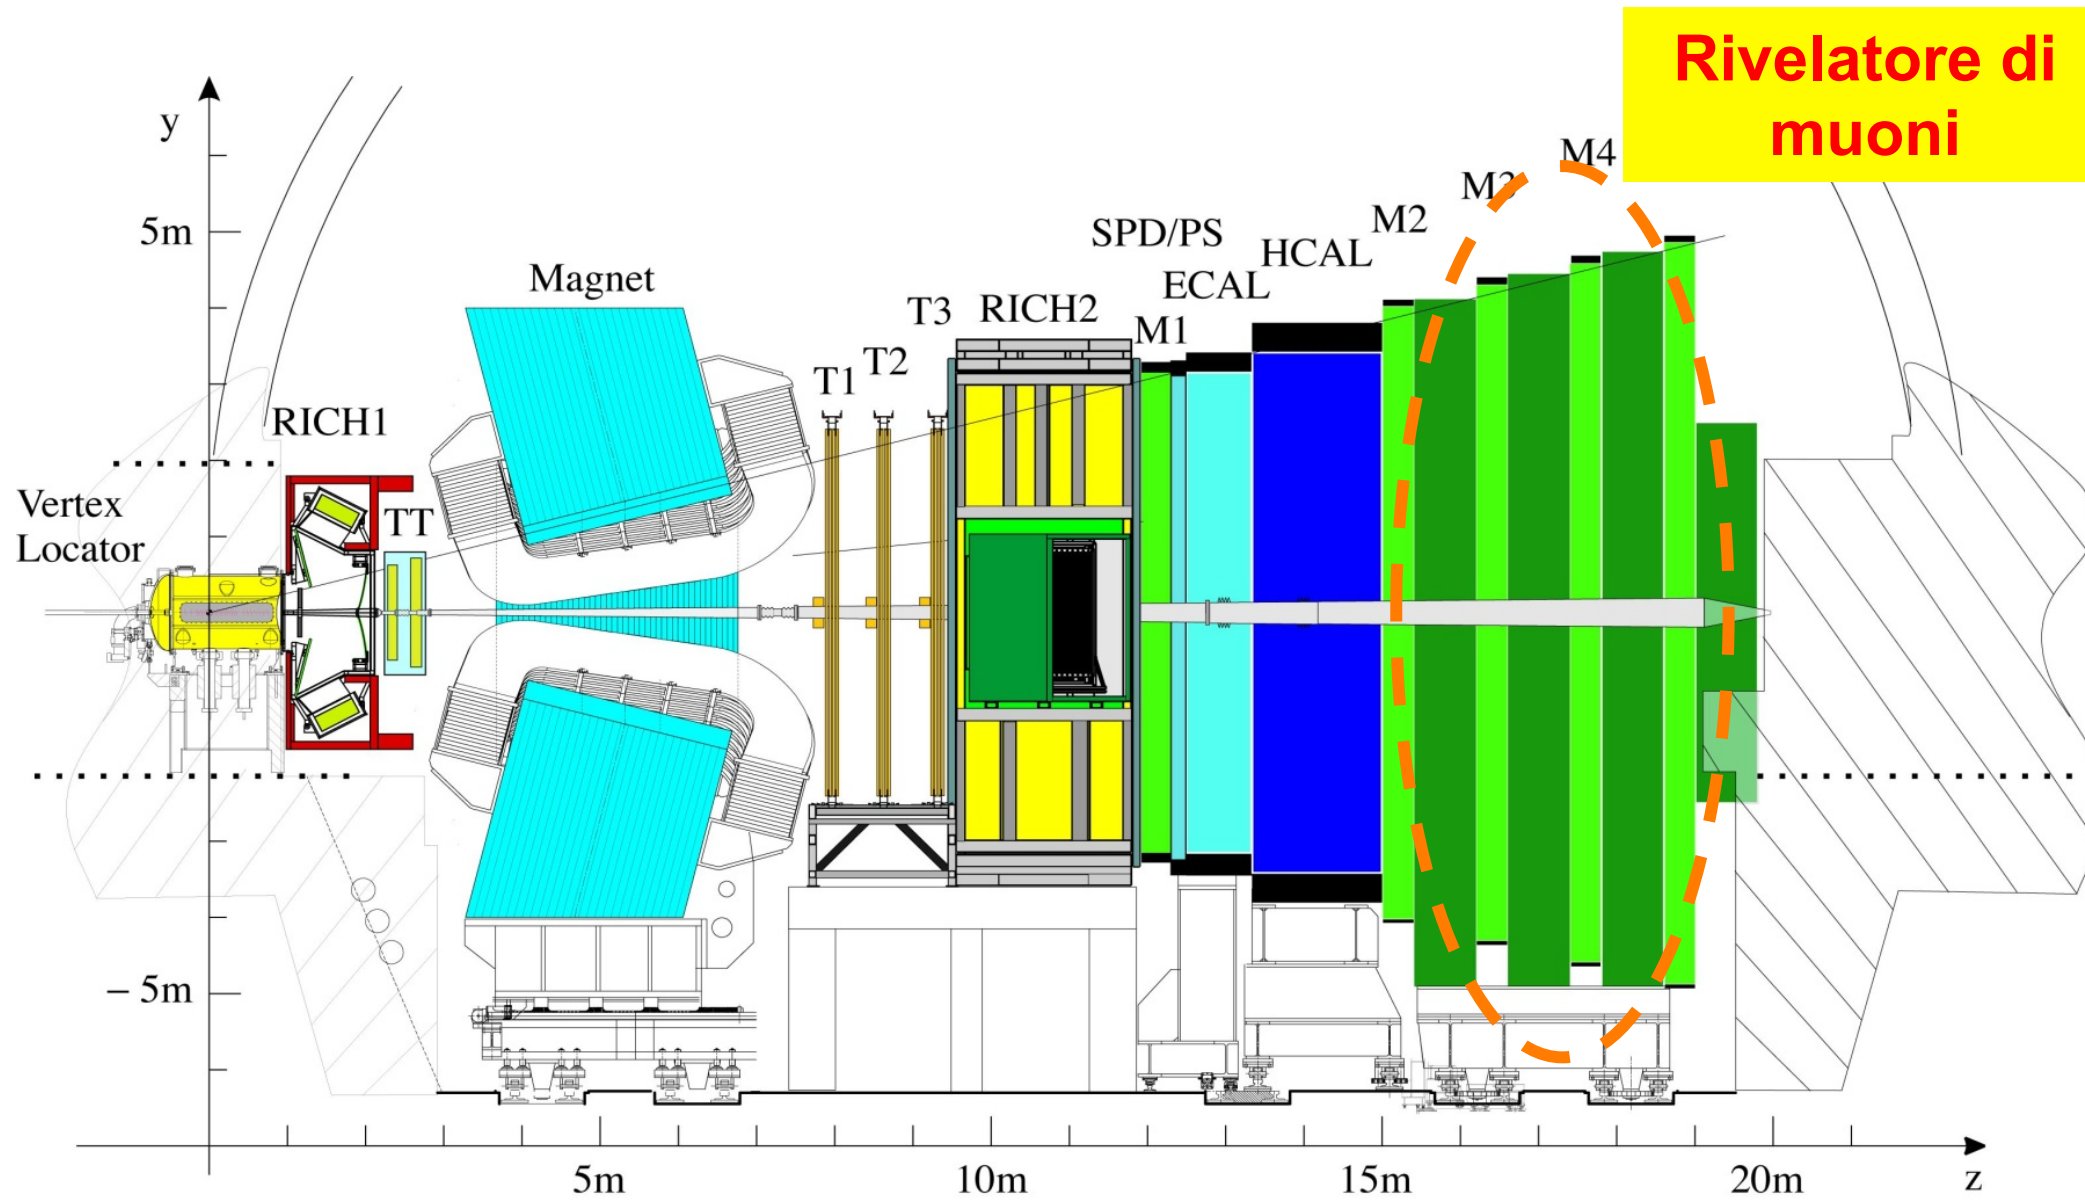 Rivelatore di
muoni
y
5m
− 5m
Vertex
Locator
RICH1
TT
Magnet
T1
T2
T3
RICH2
M1
SPD/PS
ECAL
HCAL
M2
M3
M4
5m
10m
15m
20m
z